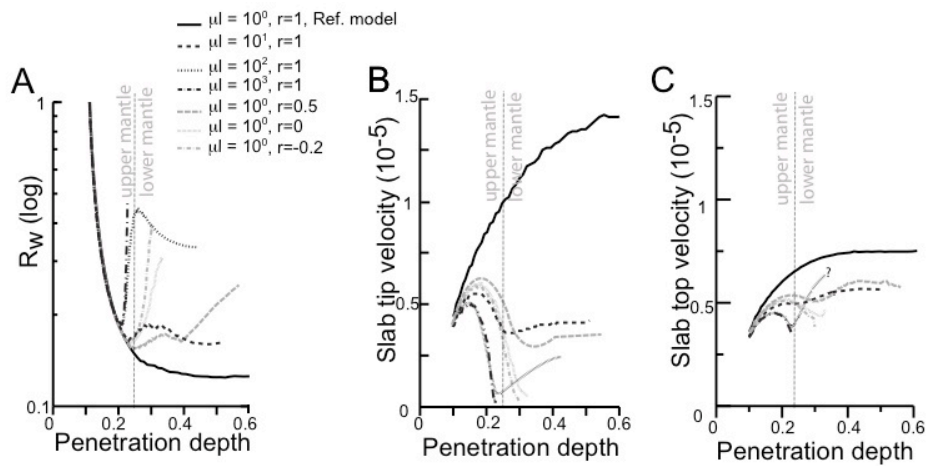 μl = 10⁰, r=1, Ref. model
μl = 10¹, r=1
μl = 10², r=1
μl = 10³, r=1
μl = 10⁰, r=0.5
μl = 10⁰, r=0
μl = 10⁰, r=-0.2
A
1
0.1
Rw (log)
upper mantle
lower mantle
0
0.2
0.4
0.6
Penetration depth
B
1.5
1
0.5
0
Slab tip velocity (10-5)
upper mantle
lower mantle
0
0.2
0.4
0.6
Penetration depth
C
1.5
1
0.5
0
Slab top velocity (10-5)
upper mantle
lower mantle
?
0
0.2
0.4
0.6
Penetration depth